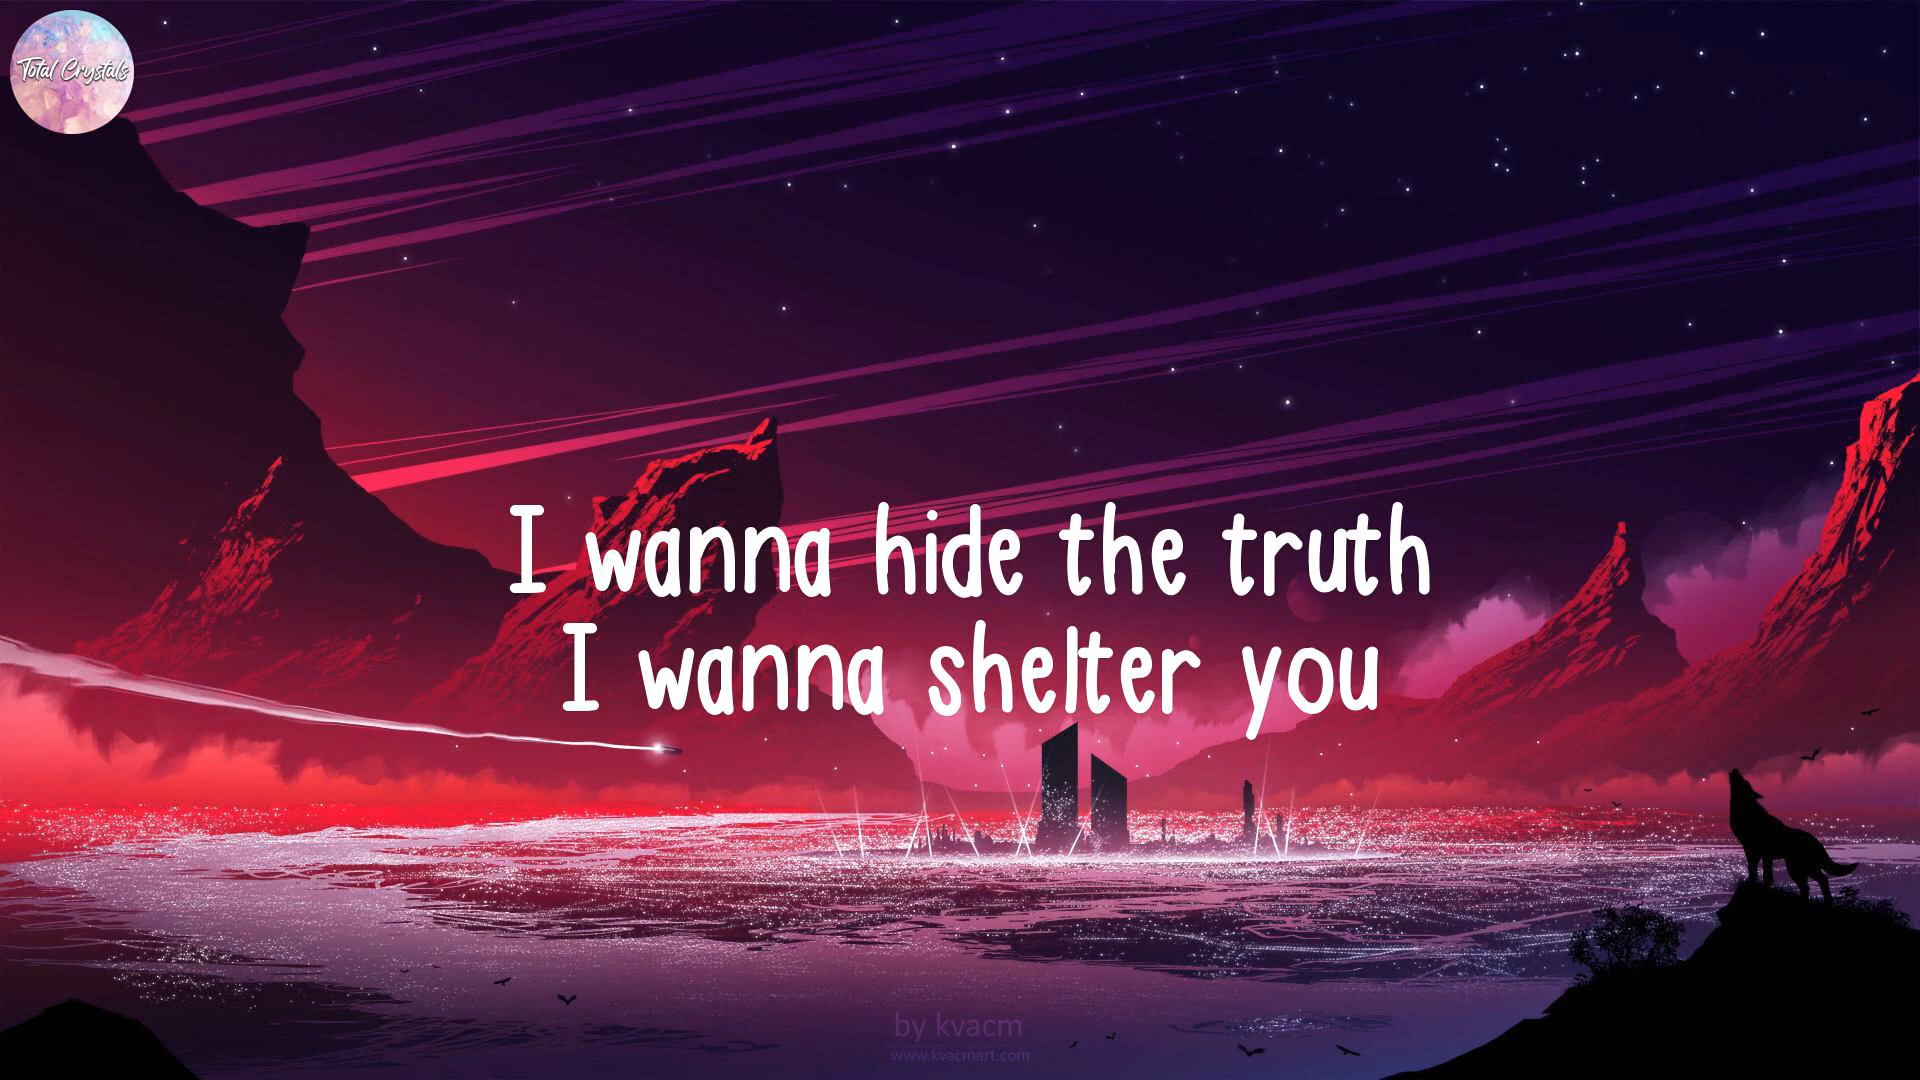 Total Crystals
I wanna hide the truth
I wanna shelter you
by kvacm
www.kvacmart.com